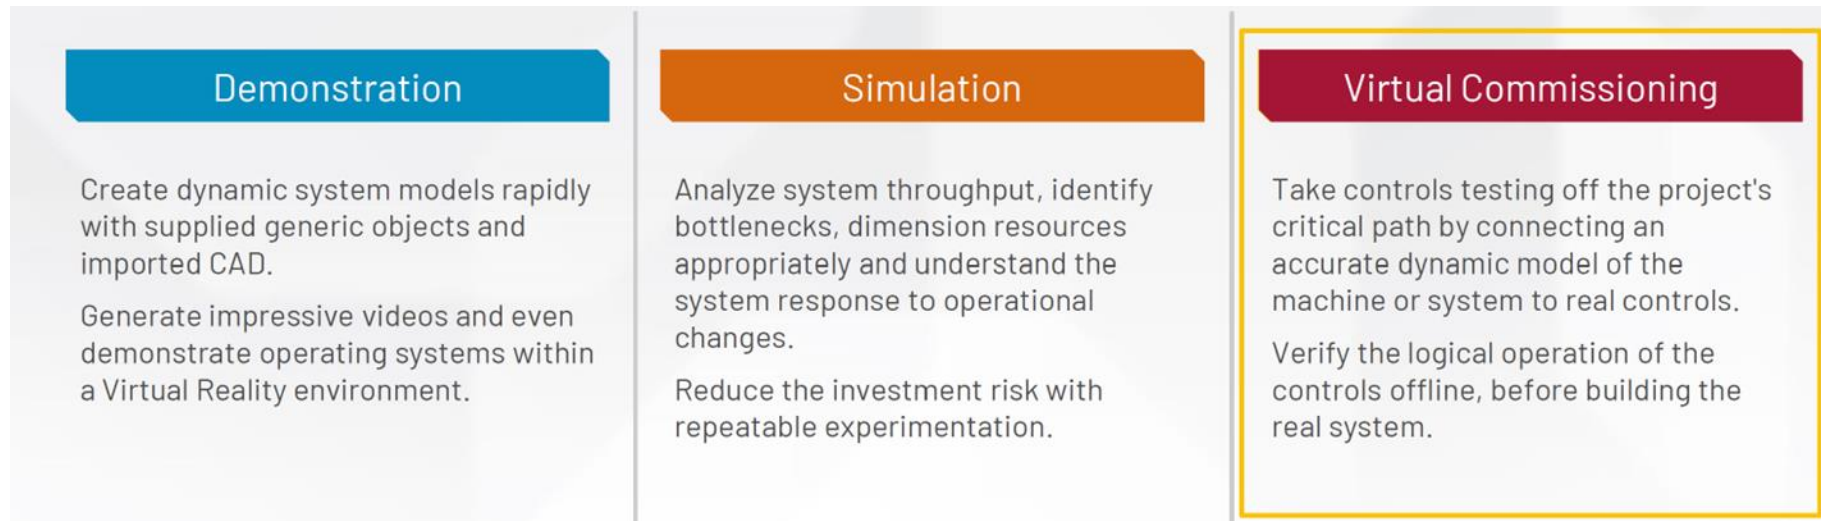 Demonstration
Create dynamic system models rapidly
with supplied generic objects and
imported CAD.
Generate impressive videos and even
demonstrate operating systems within
a Virtual Reality environment.
Simulation
Analyze system throughput, identify
bottlenecks, dimension resources
appropriately and understand the
system response to operational
changes.
Reduce the investment risk with
repeatable experimentation.
Virtual Commissioning
Take controls testing off the project's
critical path by connecting an
accurate dynamic model of the
machine or system to real controls.
Verify the logical operation of the
controls offline, before building the
real system.